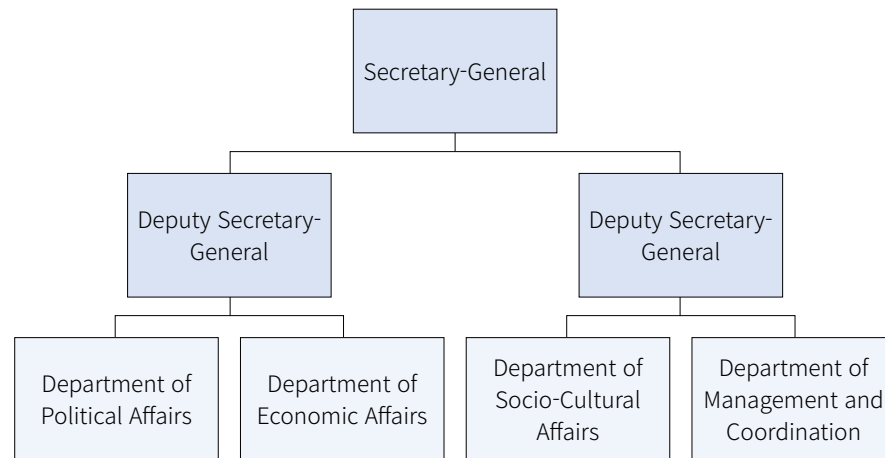 Secretary-General
Deputy Secretary-
General
Deputy Secretary-
General
Department of
Political Affairs
Department of
Economic Affairs
Department of
Socio-Cultural
Affairs
Department of
Management and
Coordination